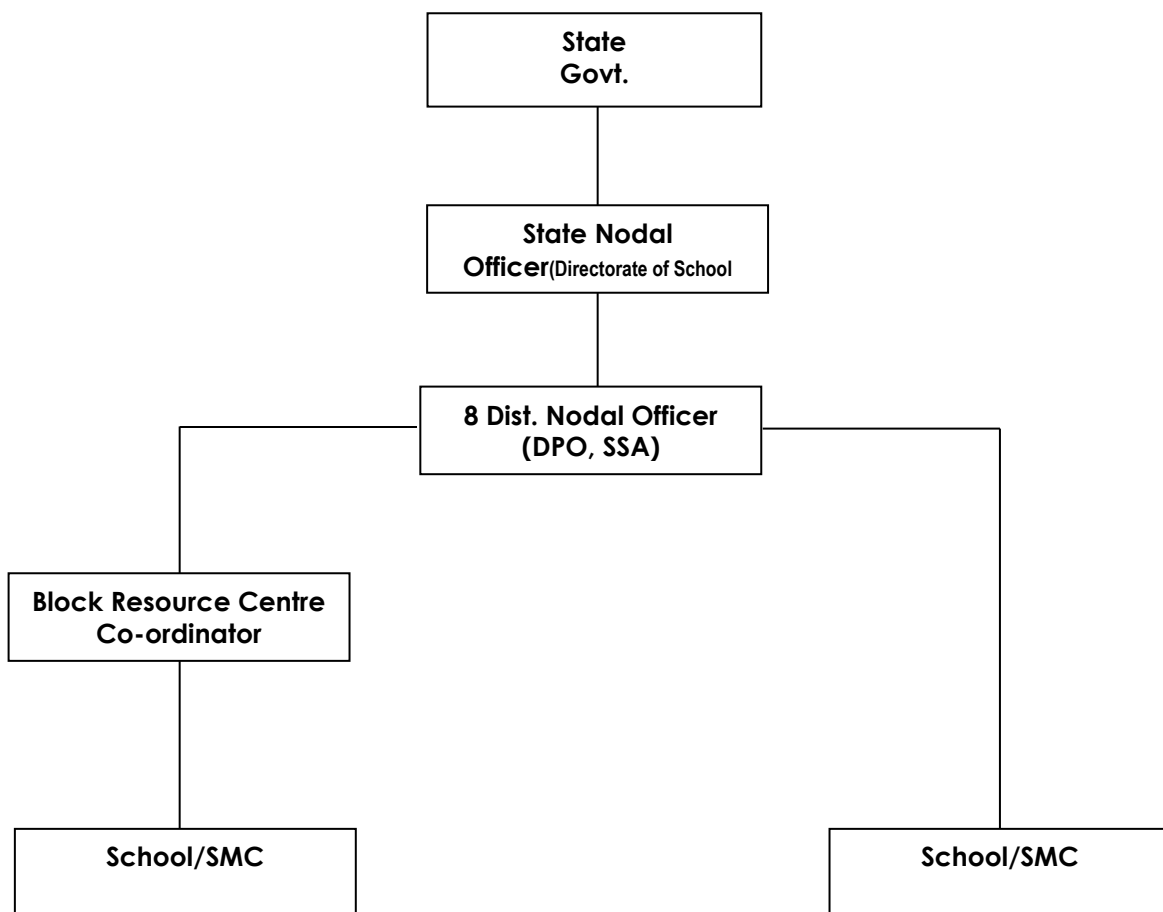 State
Govt.
State Nodal
Officer(Directorate of School
8 Dist. Nodal Officer
(DPO, SSA)
Block Resource Centre
Co-ordinator
School/SMC
School/SMC